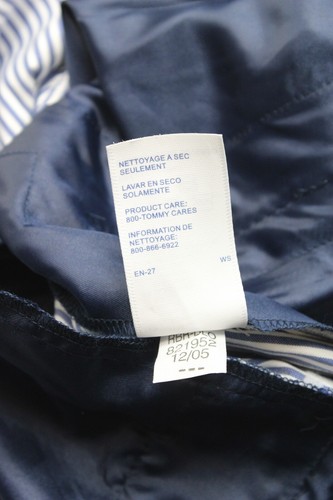 NETTOYAGE A SEC
SEULEMENT
LAVAR EN SECO
SOLAMENTE
PRODUCT CARE:
800-TOMMY CARES
INFORMATION DE
NETTOYAGE:
800-866-6922
EN-27 WS
821952
12/05